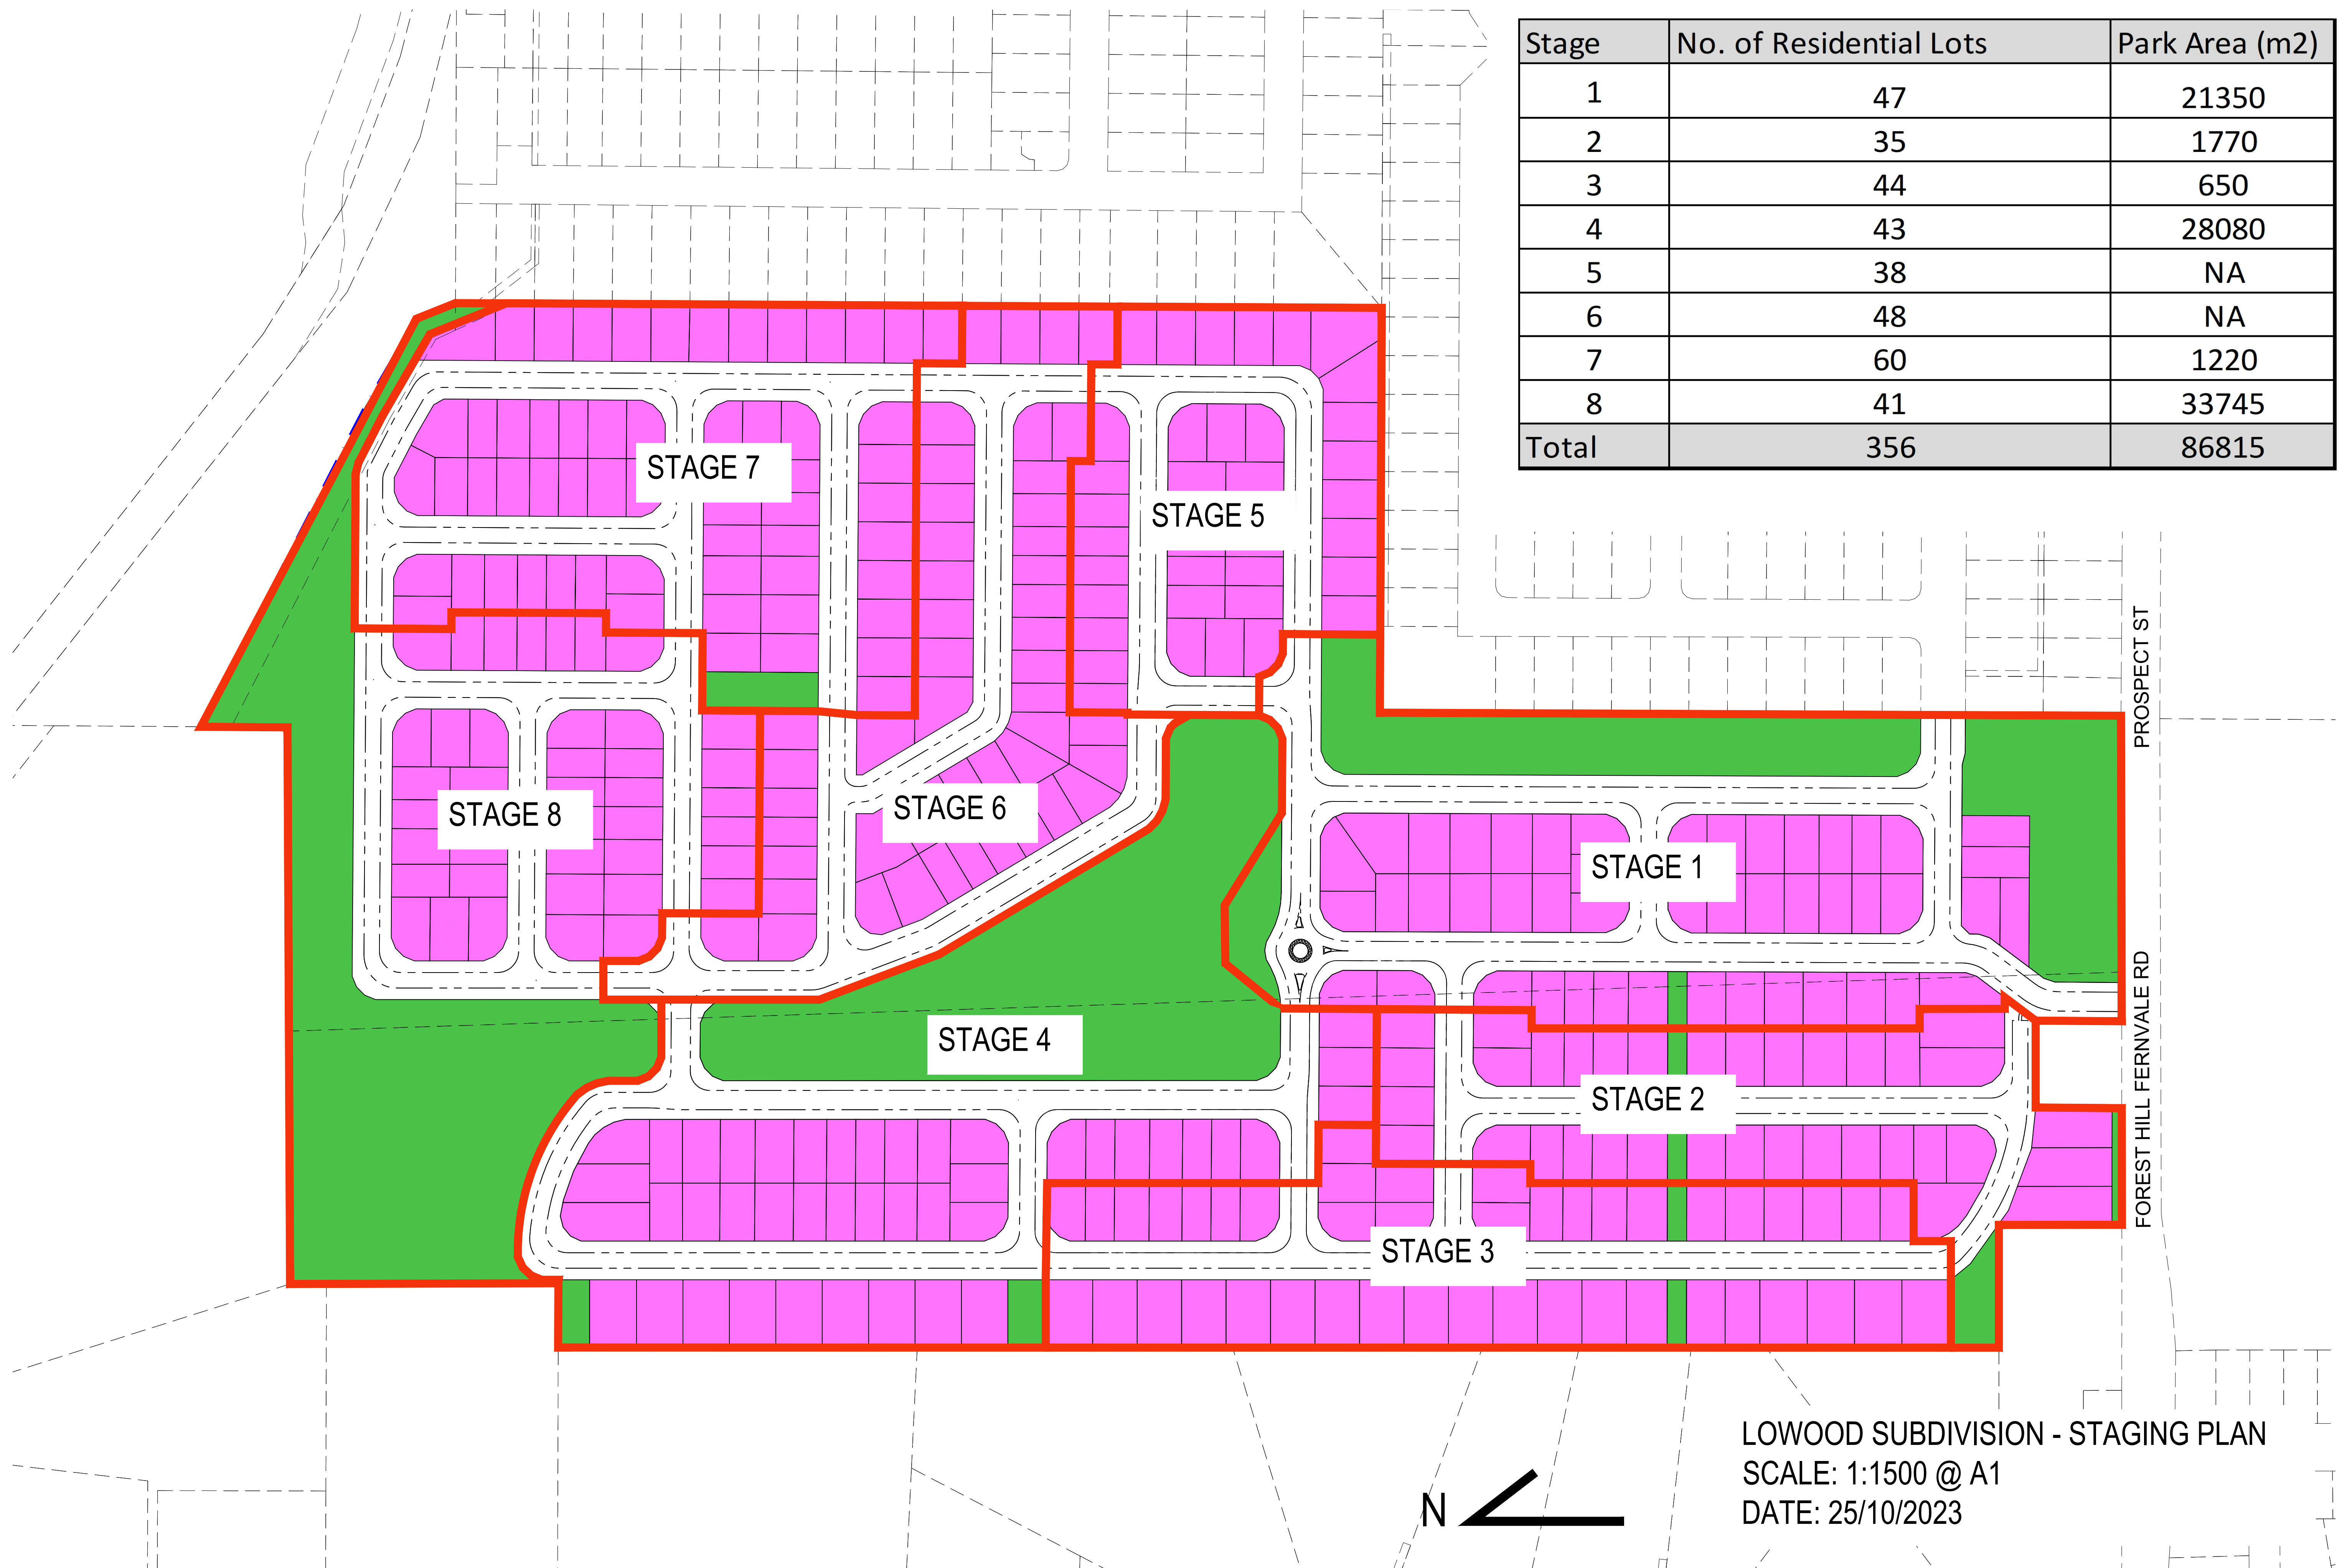 Stage No. of Residential Lots Park Area (m2)
1 47 21350
2 35 1770
3 44 650
4 43 28080
5 38 NA
6 48 NA
7 60 1220
8 41 33745
Total 356 86815
STAGE 7
STAGE 5
STAGE 8
STAGE 6
STAGE 1
STAGE 4
STAGE 2
STAGE 3
PROSPECT ST
FOREST HILL FERNVALE RD
LOWOOD SUBDIVISION - STAGING PLAN
SCALE: 1:1500 @ A1
DATE: 25/10/2023
N